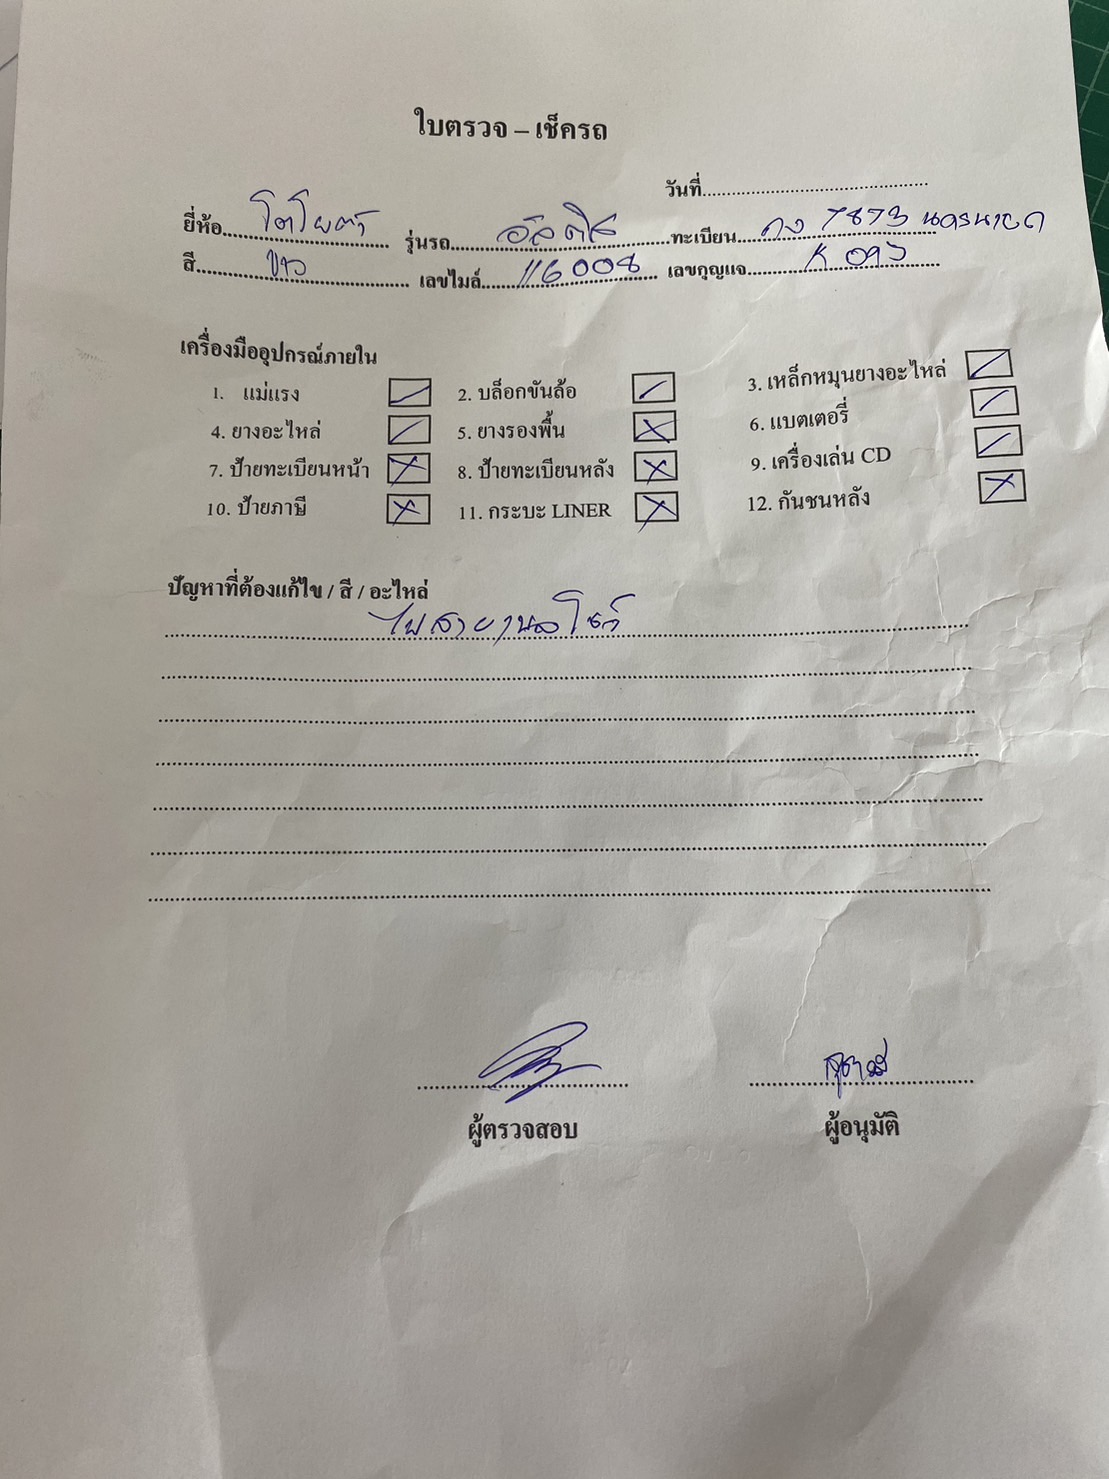 ใบตรวจ – เช็ครถ
วันที่
ยี่ห้อ โตโยต้า รุ่นรถ อัลติส ทะเบียน กง 7873 นครนายก
สี ขาว เลขไมล์ 116008 เลขกุญแจ K
เครื่องมืออุปกรณ์ภายใน
1. แม่แรง 2. บล็อกขันล้อ 3. เหล็กหมุนยางอะไหล่
4. ยางอะไหล่ 5. ยางรองพื้น 6. แบตเตอรี่
7. ป้ายทะเบียนหน้า 8. ป้ายทะเบียนหลัง 9. เครื่องเล่น CD
10. ป้ายภาษี 11. กระบะ LINER 12. กันชนหลัง
ปัญหาที่ต้องแก้ไข / สี / อะไหล่
ผู้ตรวจสอบ ผู้อนุมัติ